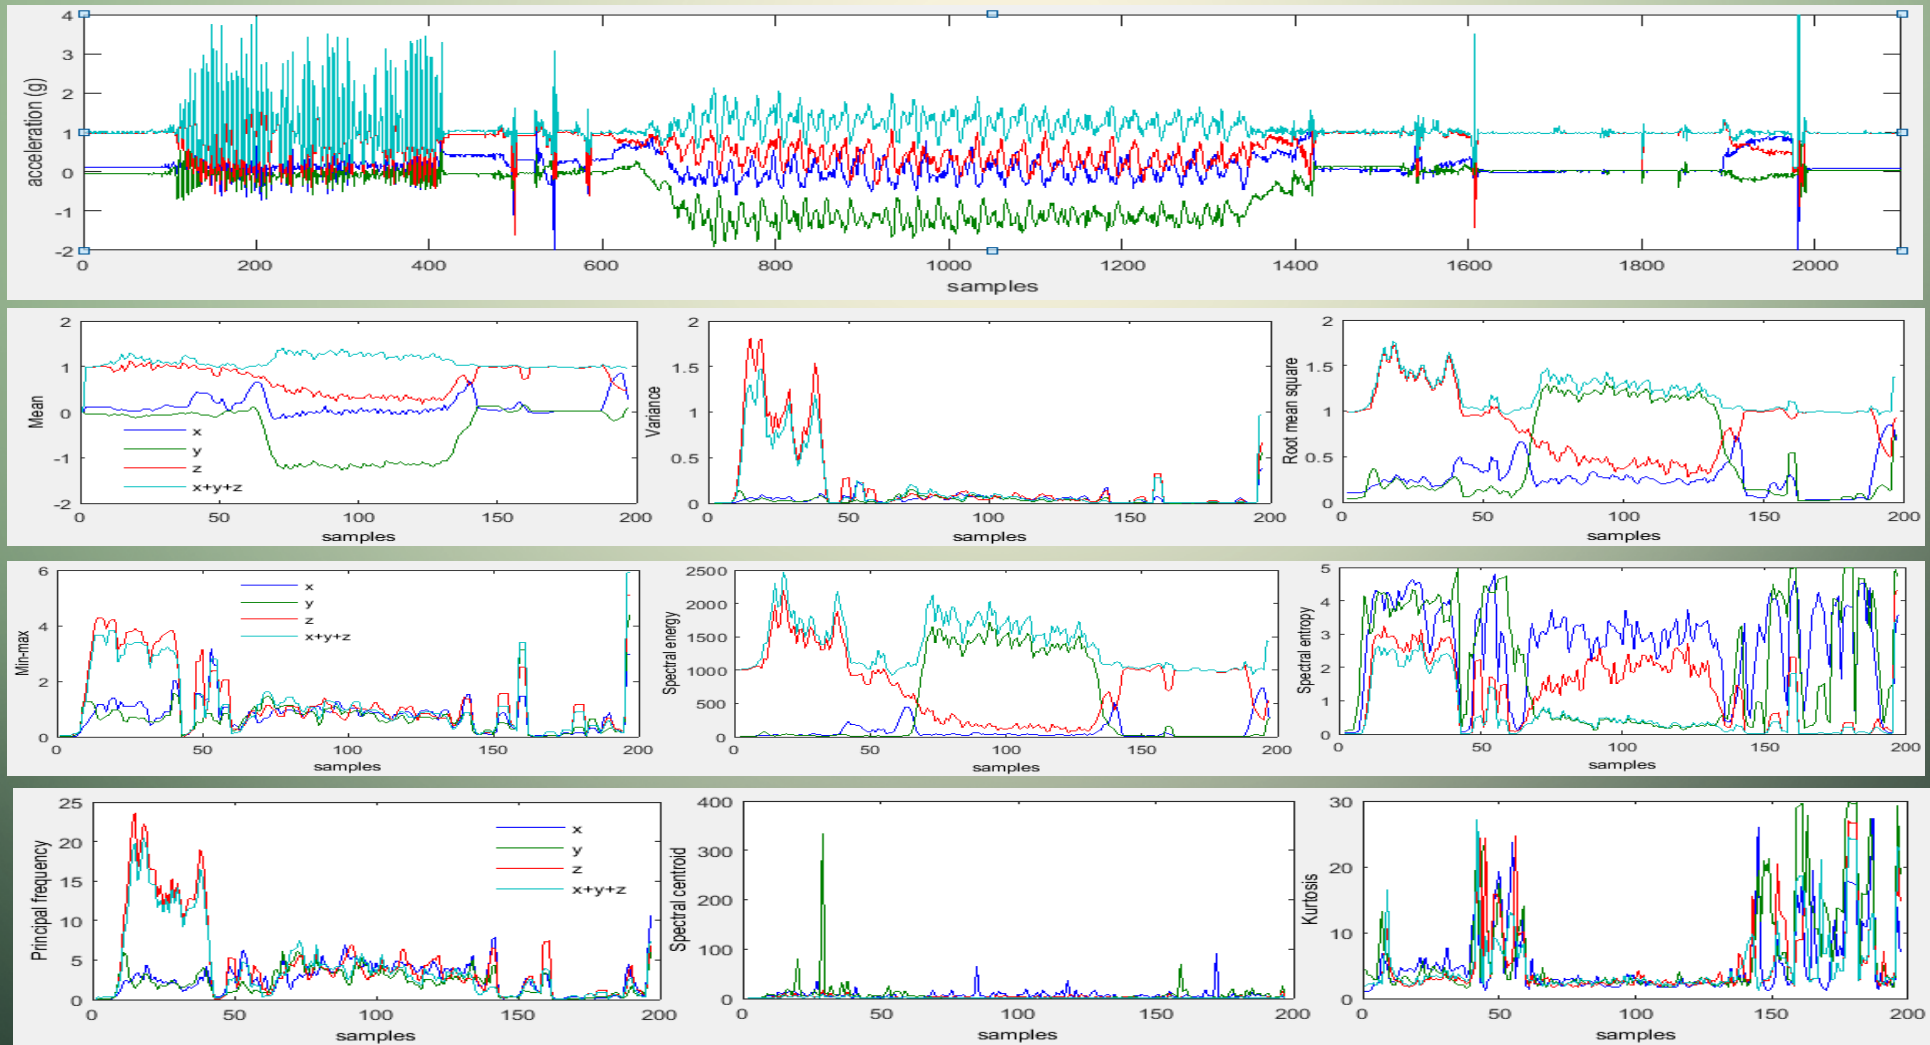 acceleration (g)
4
3
2
1
0
-1
-2
0 200 400 600 800 1000 1200 1400 1600 1800 2000
samples
Mean
2
1
0
-1
-2
x
y
z
x+y+z
0 50 100 150 200
samples
Variance
2
1.5
1
0.5
0
0 50 100 150 200
samples
Root mean square
2
1.5
1
0.5
0
0 50 100 150 200
samples
Min-max
6
4
2
0
x
y
z
x+y+z
0 50 100 150 200
samples
Spectral energy
2500
2000
1500
1000
500
0
0 50 100 150 200
samples
Spectral entropy
5
4
3
2
1
0
0 50 100 150 200
samples
Principal frequency
25
20
15
10
5
0
x
y
z
x+y+z
0 50 100 150 200
samples
Spectral centroid
400
300
200
100
0
0 50 100 150 200
samples
Kurtosis
30
20
10
0
0 50 100 150 200
samples